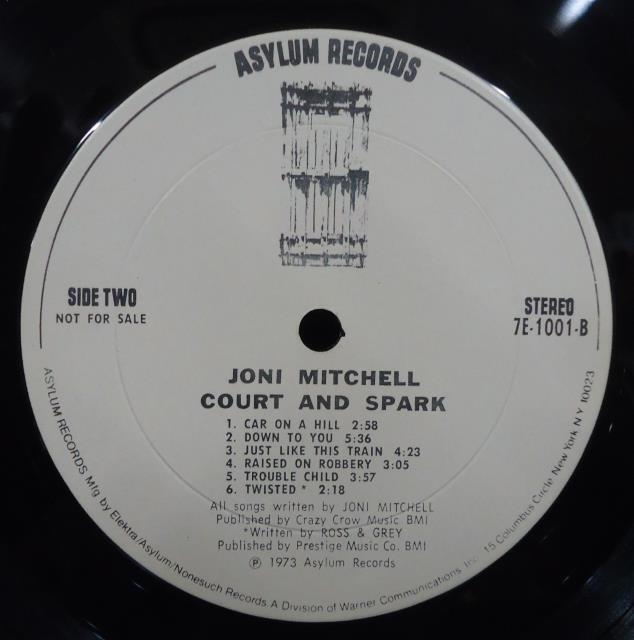 ASYLUM RECORDS
SIDE TWO
NOT FOR SALE
STEREO
7E-1001-B
JONI MITCHELL
COURT AND SPARK
1. CAR ON A HILL 2:58
2. DOWN TO YOU 5:36
3. JUST LIKE THIS TRAIN 4:23
4. RAISED ON ROBBERY 3:05
5. TROUBLE CHILD 3:57
6. TWISTED * 2:18
All songs written by JONI MITCHELL
Published by Crazy Crow Music BMI
*Written by ROSS & GREY
Published by Prestige Music Co. BMI
℗ 1973 Asylum Records
ASYLUM RECORDS Mfg by Elektra/Asylum/Nonesuch Records. A Division of Warner Communications, Inc. 15 Columbus Circle New York N Y 10023